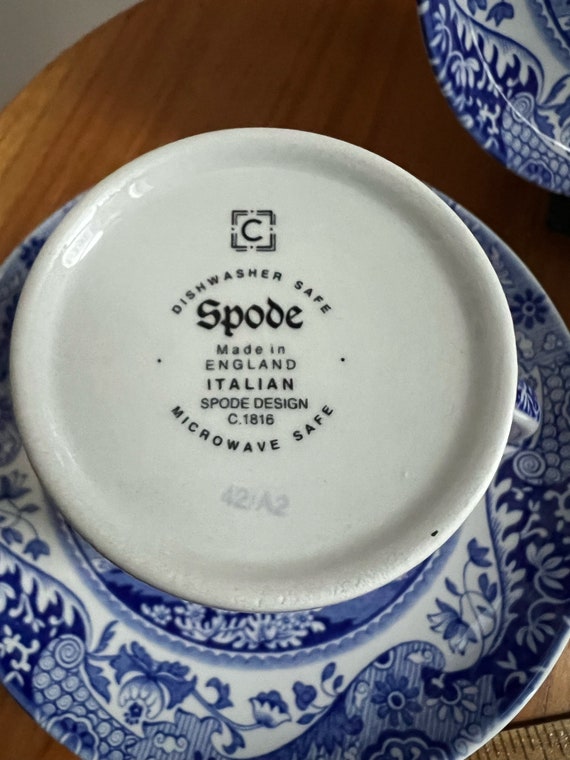 C
DISHWASHER SAFE
Spode
Made in
ENGLAND
ITALIAN
SPODE DESIGN
C.1816
MICROWAVE SAFE
42/A2